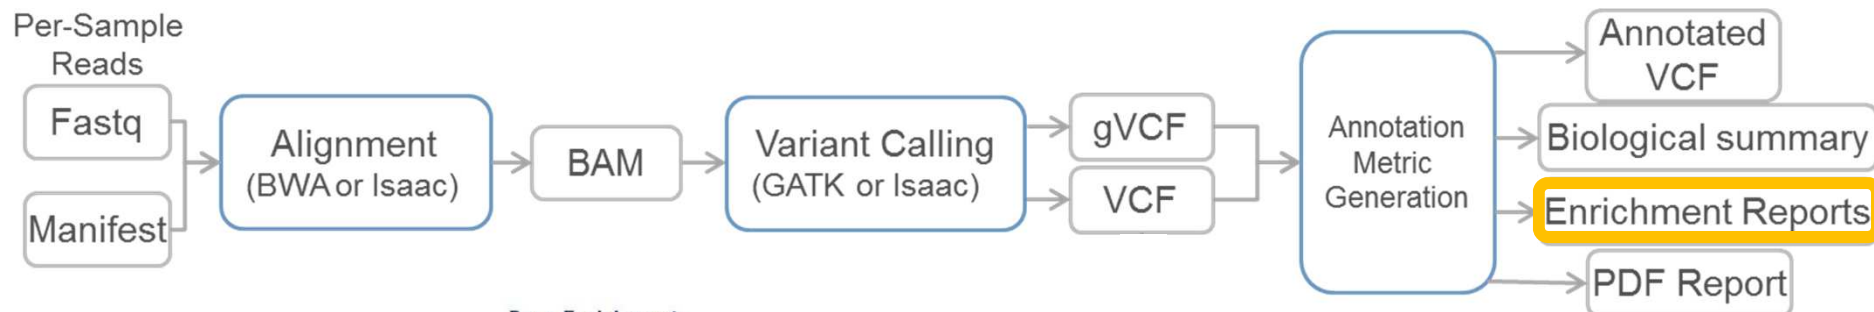 Per-Sample
Reads
Fastq
Manifest
Alignment
(BWA or Isaac)
BAM
Variant Calling
(GATK or Isaac)
gVCF
VCF
Annotation
Metric
Generation
Annotated
VCF
Biological summary
Enrichment Reports
PDF Report